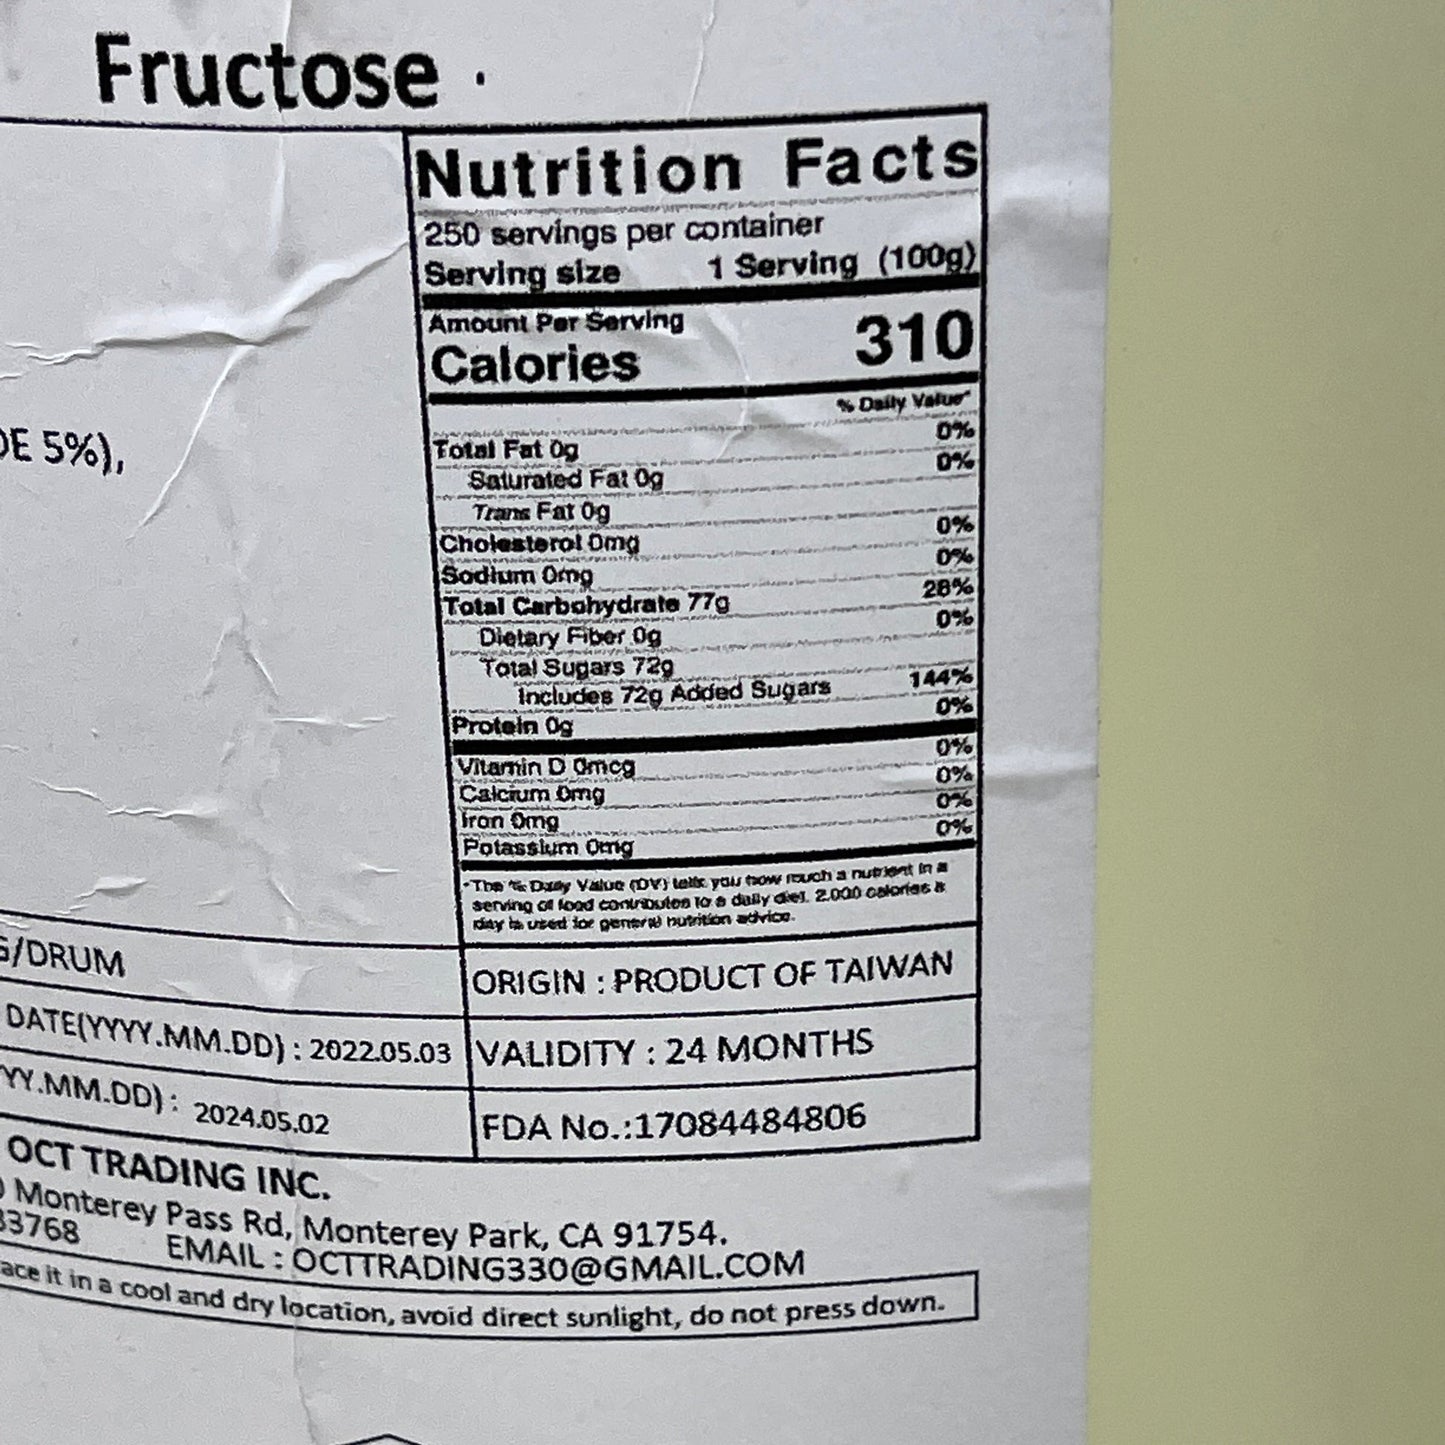 Fructose
Nutrition Facts
250 servings per container
Serving size 1 Serving (100g)
Amount Per Serving
Calories 310
% Daily Value*
Total Fat 0g 0%
Saturated Fat 0g 0%
Trans Fat 0g
Cholesterol 0mg 0%
Sodium 0mg 0%
Total Carbohydrate 77g 28%
Dietary Fiber 0g 0%
Total Sugars 72g
Includes 72g Added Sugars 144%
Protein 0g 0%
Vitamin D 0mcg 0%
Calcium 0mg 0%
Iron 0mg 0%
Potassium 0mg 0%
*The % Daily Value (DV) tells you how much a nutrient in a
serving of food contributes to a daily diet. 2.000 calories a
day is used for general nutrition advice.
DE 5%),
G/DRUM
ORIGIN : PRODUCT OF TAIWAN
DATE(YYYY.MM.DD) : 2022.05.03
VALIDITY : 24 MONTHS
YY.MM.DD) : 2024.05.02
FDA No.:17084484806
OCT TRADING INC.
Monterey Pass Rd, Monterey Park, CA 91754.
33768 EMAIL : OCTTRADING330@GMAIL.COM
ace it in a cool and dry location, avoid direct sunlight, do not press down.